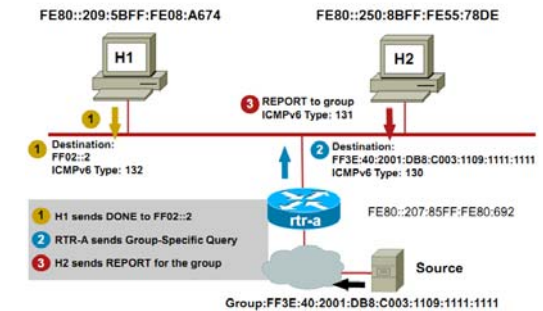 FE80::209:5BFF:FE08:A674
FE80::250:8BFF:FE55:78DE
H1
H2
1
3 REPORT to group
ICMPv6 Type: 131
1 Destination:
FF02::2
ICMPv6 Type: 132
2 Destination:
FF3E:40:2001:DB8:C003:1109:1111:1111
ICMPv6 Type: 130
FE80::207:85FF:FE80:692
rtr-a
1 H1 sends DONE to FF02::2
2 RTR-A sends Group-Specific Query
3 H2 sends REPORT for the group
Source
Group:FF3E:40:2001:DB8:C003:1109:1111:1111